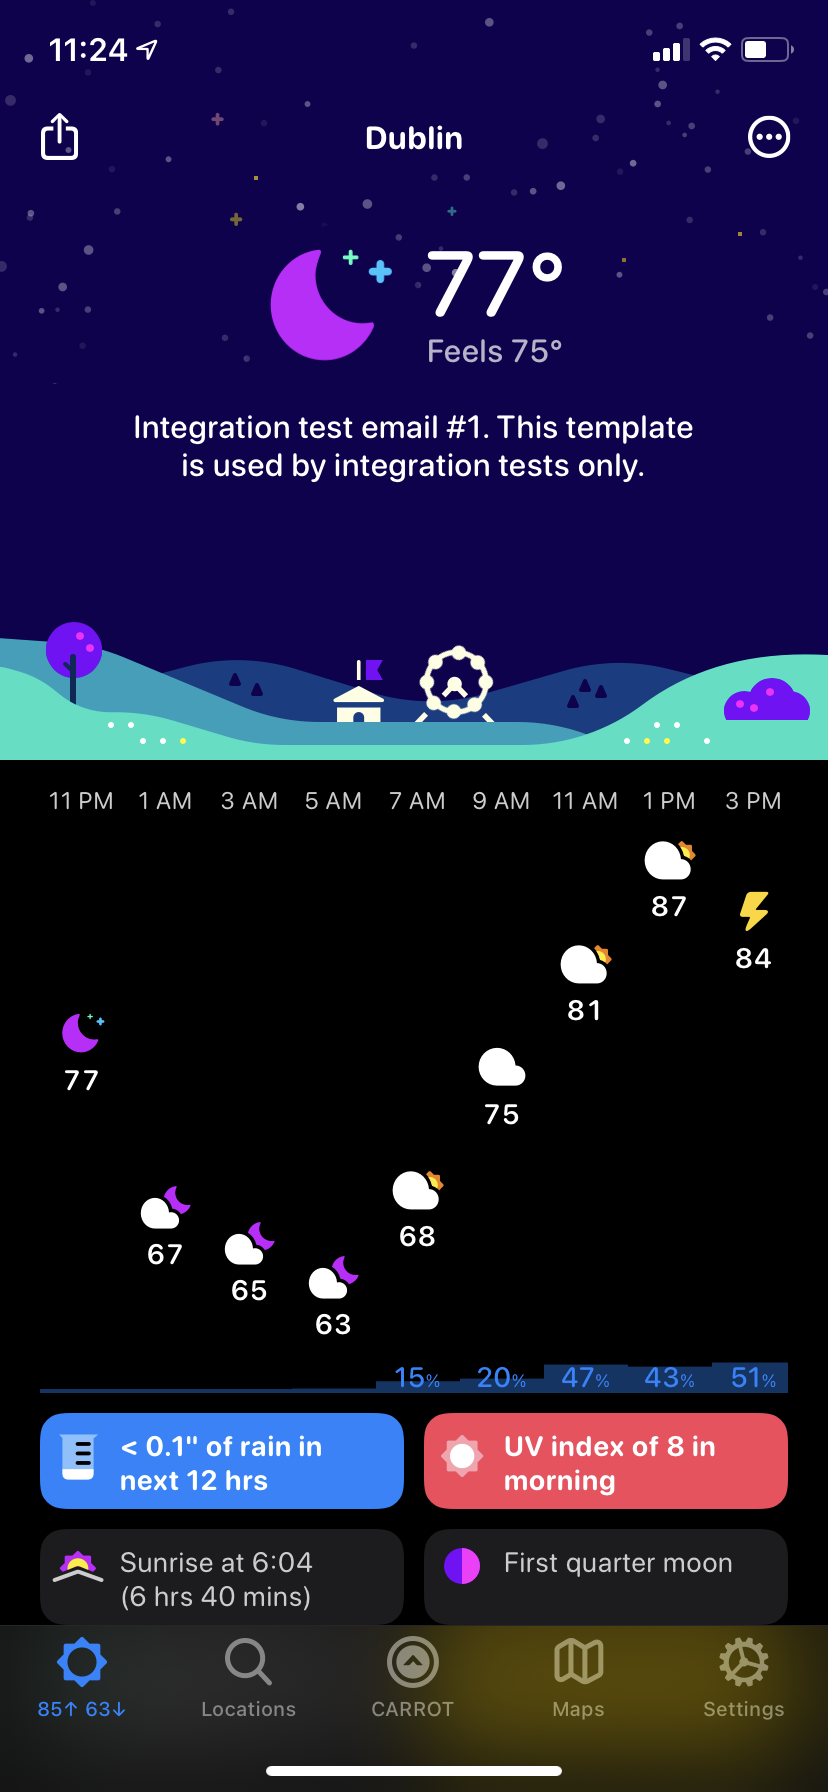 11:24
Dublin
77°
Feels 75°
Integration test email #1. This template
is used by integration tests only.
11 PM 1 AM 3 AM 5 AM 7 AM 9 AM 11 AM 1 PM 3 PM
87
84
81
77
75
68
67
65
63
15% 20% 47% 43% 51%
< 0.1" of rain in
next 12 hrs
UV index of 8 in
morning
Sunrise at 6:04
(6 hrs 40 mins)
First quarter moon
85↑ 63↓ Locations CARROT Maps Settings